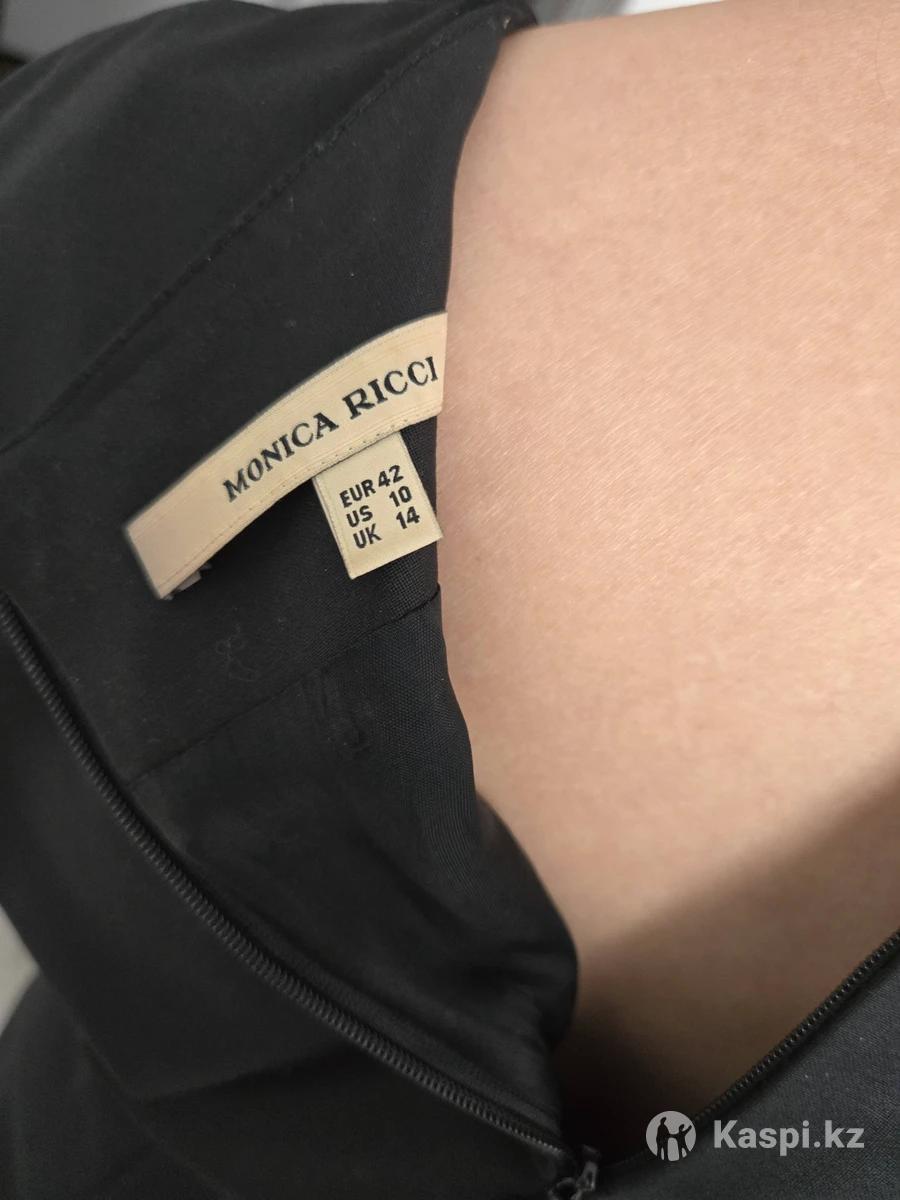 MONICA RICCI
EUR 42
US 10
UK 14
Kaspi.kz